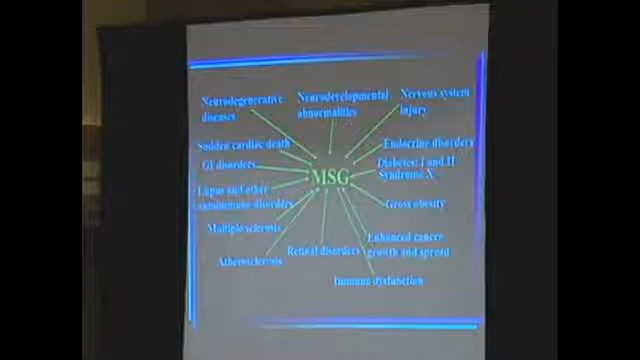 Neurodegenerative
diseases
Neurodevelopmental
abnormalities
Nervous system
injury
Sudden cardiac death
Endocrine disorders
GI disorders
Diabetes: I and II
Syndrome X
MSG
Lupus and other
autoimmune disorders
Gross obesity
Multiple sclerosis
Enhanced cancer
growth and spread
Retinal disorders
Atherosclerosis
Immune dysfunction